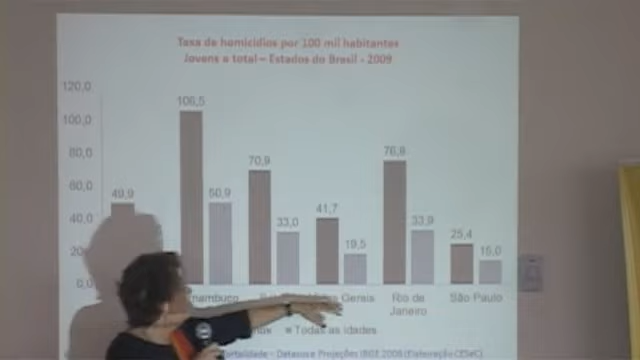 Taxa de homicídios por 100 mil habitantes
Jovens e total – Estados do Brasil - 2009
120,0
100,0
80,0
60,0
40,0
20,0
0,0
49,9
106,5
50,9
70,9
33,0
41,7
19,5
76,9
33,9
25,4
15,0
nambuco
Gerais
Rio de
Janeiro
São Paulo
Todas as idades
ortalidade – Datasus e Projeções IBGE 2008 (Elaboração CESeC)